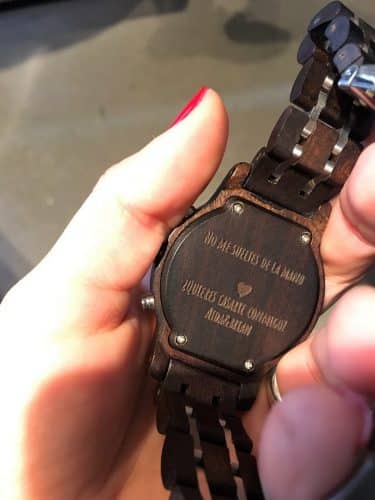 No me sueltes de la mano
¿Quieres casarte conmigo?